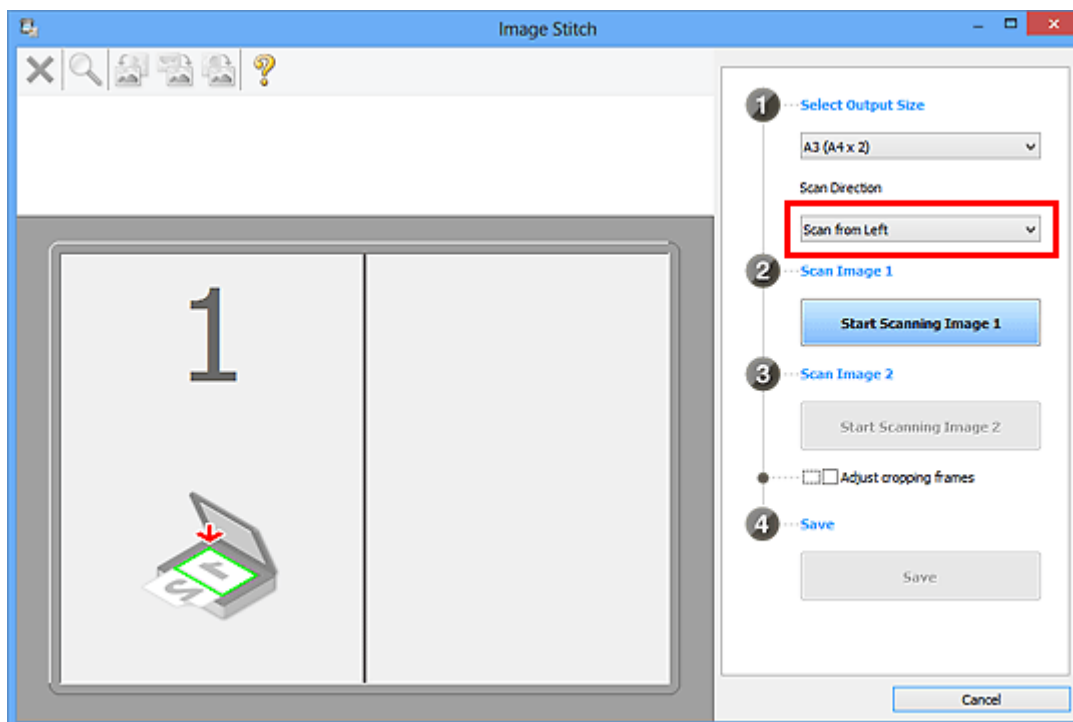 Image Stitch
1
Select Output Size
A3 (A4 x 2)
Scan Direction
Scan from Left
2
Scan Image 1
Start Scanning Image 1
3
Scan Image 2
Start Scanning Image 2
Adjust cropping frames
4
Save
Save
Cancel
1
1
2